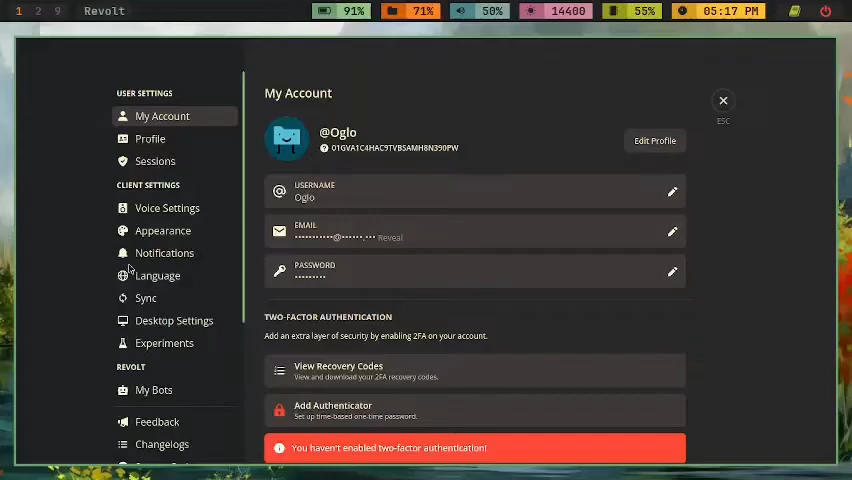 1 2 9 Revolt 91% 71% 50% 14400 55% 05:17 PM
USER SETTINGS
My Account
Profile
Sessions
CLIENT SETTINGS
Voice Settings
Appearance
Notifications
Language
Sync
Desktop Settings
Experiments
REVOLT
My Bots
Feedback
Changelogs
My Account
ESC
@Oglo
01GVA1C4HAC9TVBSAMH8N390PW
Edit Profile
USERNAME
Oglo
EMAIL
•••••••••••@••••••.••• Reveal
PASSWORD
•••••••••
TWO-FACTOR AUTHENTICATION
Add an extra layer of security by enabling 2FA on your account.
View Recovery Codes
View and download your 2FA recovery codes.
Add Authenticator
Set up time-based one-time password.
You haven't enabled two-factor authentication!